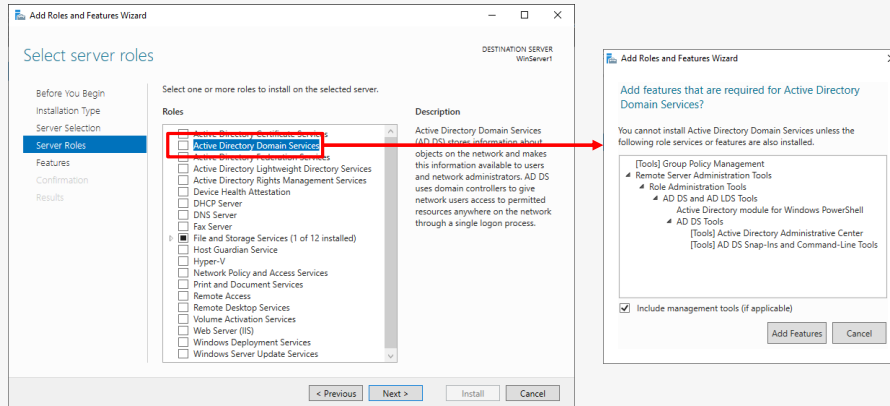 Add Roles and Features Wizard
Select server roles
DESTINATION SERVER
WinServer1
Before You Begin
Installation Type
Server Selection
Server Roles
Features
Confirmation
Results
Select one or more roles to install on the selected server.
Roles
Active Directory Certificate Services
Active Directory Domain Services
Active Directory Federation Services
Active Directory Lightweight Directory Services
Active Directory Rights Management Services
Device Health Attestation
DHCP Server
DNS Server
Fax Server
File and Storage Services (1 of 12 installed)
Host Guardian Service
Hyper-V
Network Policy and Access Services
Print and Document Services
Remote Access
Remote Desktop Services
Volume Activation Services
Web Server (IIS)
Windows Deployment Services
Windows Server Update Services
Description
Active Directory Domain Services
(AD DS) stores information about
objects on the network and makes
this information available to users
and network administrators. AD DS
uses domain controllers to give
network users access to permitted
resources anywhere on the network
through a single logon process.
< Previous
Next >
Install
Cancel
Add Roles and Features Wizard
Add features that are required for Active Directory
Domain Services?
You cannot install Active Directory Domain Services unless the
following role services or features are also installed.
[Tools] Group Policy Management
Remote Server Administration Tools
Role Administration Tools
AD DS and AD LDS Tools
Active Directory module for Windows PowerShell
AD DS Tools
[Tools] Active Directory Administrative Center
[Tools] AD DS Snap-Ins and Command-Line Tools
Include management tools (if applicable)
Add Features
Cancel